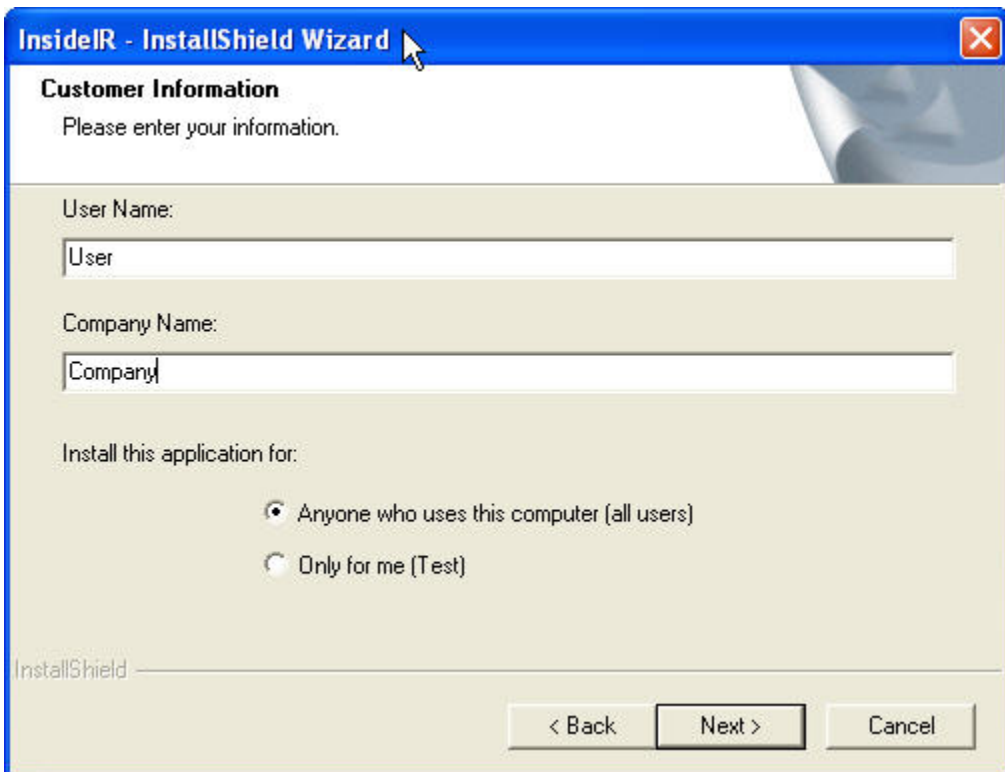 InsideIR - InstallShield Wizard
Customer Information
Please enter your information.
User Name:
User
Company Name:
Company
Install this application for:
Anyone who uses this computer (all users)
Only for me (Test)
InstallShield
< Back Next > Cancel